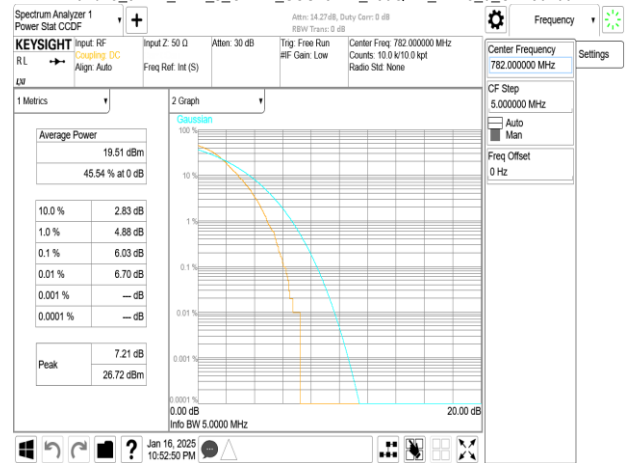 Spectrum Analyzer 1
Power Stat CCDF
Attn: 14.27dB, Duty Corr: 0 dB
RBW Trans: 0 dB
Frequency
KEYSIGHT
RL
LXI
Input: RF
Coupling: DC
Align: Auto
Input Z: 50 Ω
Freq Ref: Int (S)
Atten: 30 dB
Trig: Free Run
#IF Gain: Low
Center Freq: 782.000000 MHz
Counts: 10.0 k/10.0 kpt
Radio Std: None
Center Frequency
782.000000 MHz
Settings
CF Step
5.000000 MHz
Auto
Man
Freq Offset
0 Hz
1 Metrics
Average Power
19.51 dBm
45.54 % at 0 dB
10.0 % 2.83 dB
1.0 % 4.88 dB
0.1 % 6.03 dB
0.01 % 6.70 dB
0.001 % --- dB
0.0001 % --- dB
Peak
7.21 dB
26.72 dBm
2 Graph
Gaussian
100 %
10 %
1 %
0.1 %
0.01 %
0.001 %
0.0001 %
0.00 dB 20.00 dB
Info BW 5.0000 MHz
Jan 16, 2025
10:52:50 PM